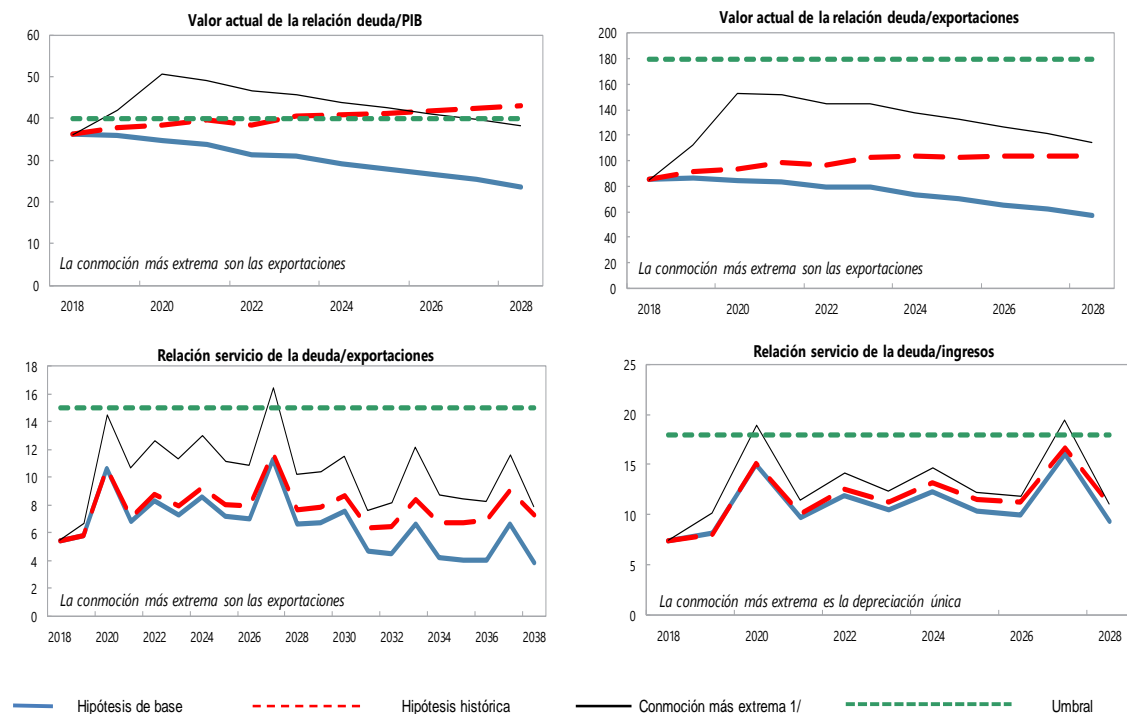 Valor actual de la relación deuda/PIB
60
50
40
30
20
10
0
La conmoción más extrema son las exportaciones
2018 2020 2022 2024 2026 2028
Valor actual de la relación deuda/exportaciones
200
180
160
140
120
100
80
60
40
20
0
La conmoción más extrema son las exportaciones
2018 2020 2022 2024 2026 2028
Relación servicio de la deuda/exportaciones
18
16
14
12
10
8
6
4
2
0
La conmoción más extrema son las exportaciones
2018 2020 2022 2024 2026 2028 2030 2032 2034 2036 2038
Relación servicio de la deuda/ingresos
25
20
15
10
5
0
La conmoción más extrema es la depreciación única
2018 2020 2022 2024 2026 2028
Hipótesis de base Hipótesis histórica Conmoción más extrema 1/ Umbral